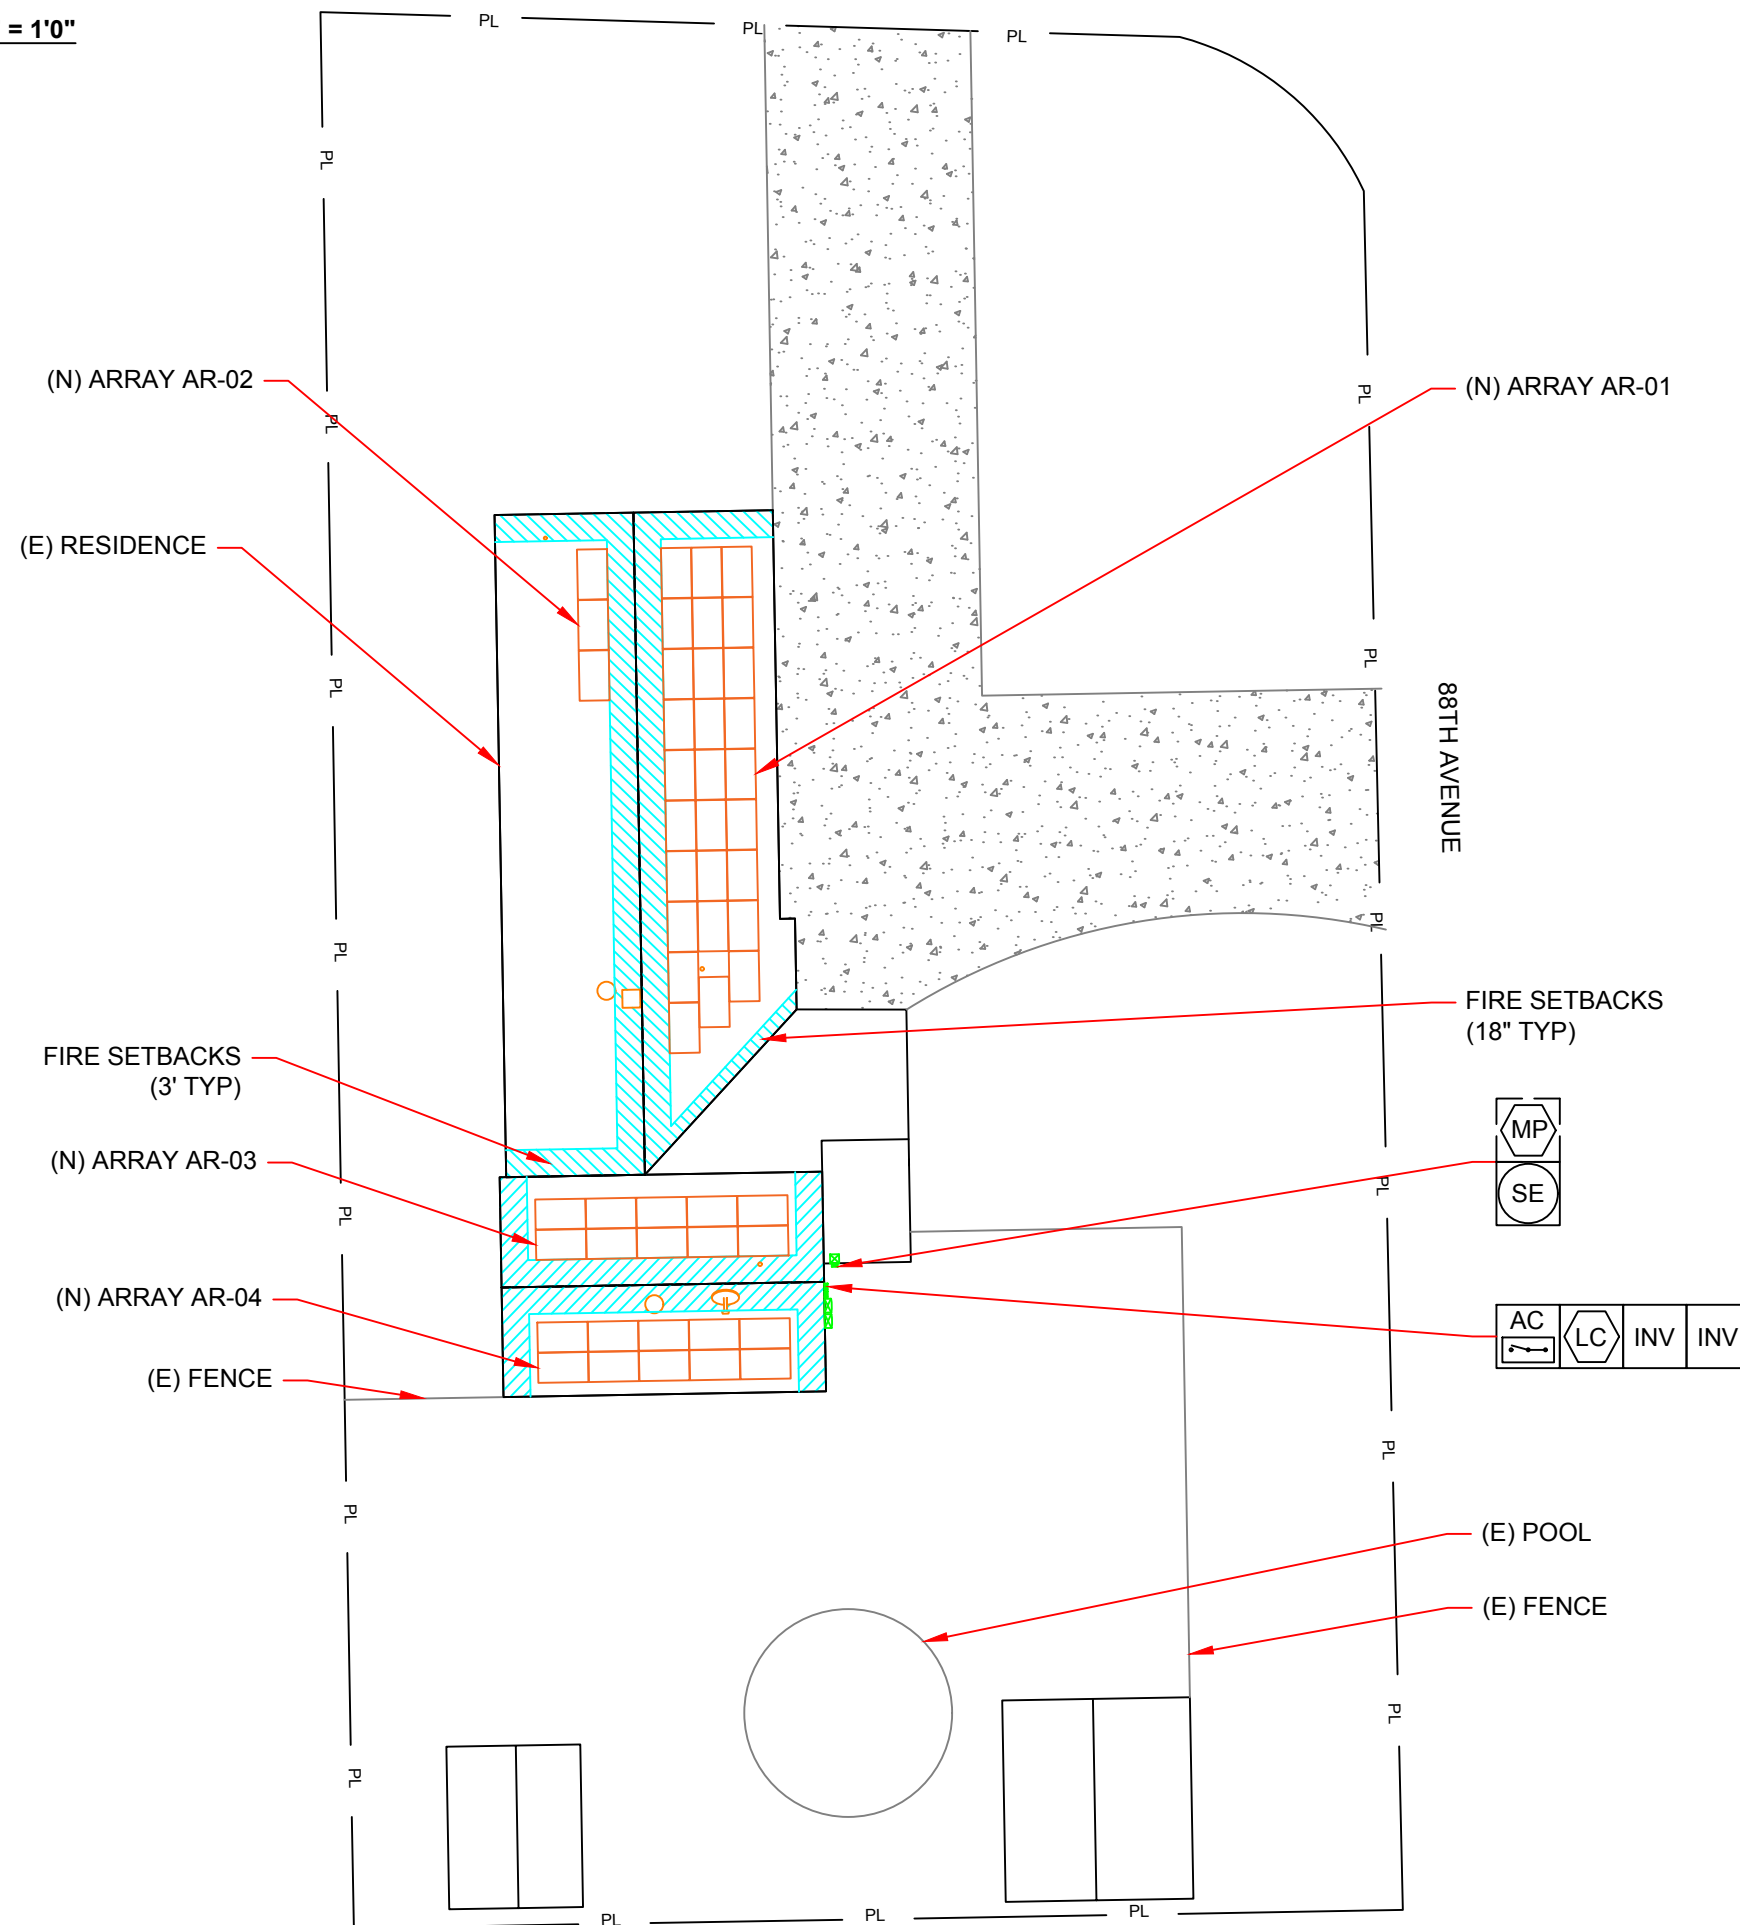 = 1'0"
PL
PL
PL
PL
PL
PL
(N) ARRAY AR-02
(N) ARRAY AR-01
(E) RESIDENCE
PL
PL
88TH AVENUE
PL
PL
FIRE SETBACKS
(18" TYP)
FIRE SETBACKS
(3' TYP)
MP
(N) ARRAY AR-03
SE
PL
PL
(N) ARRAY AR-04
AC
LC
INV
INV
(E) FENCE
PL
PL
(E) POOL
(E) FENCE
PL
PL
PL
PL
PL